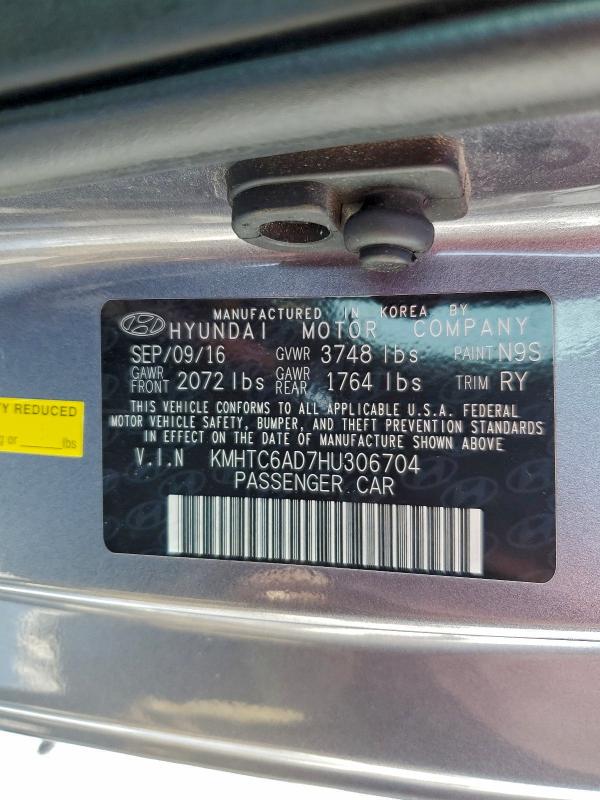 MANUFACTURED IN KOREA BY
HYUNDAI MOTOR COMPANY
SEP/09/16 GVWR 3748 lbs PAINT N9S
GAWR FRONT 2072 lbs GAWR REAR 1764 lbs TRIM RY
THIS VEHICLE CONFORMS TO ALL APPLICABLE U.S.A. FEDERAL
MOTOR VEHICLE SAFETY, BUMPER, AND THEFT PREVENTION STANDARDS
IN EFFECT ON THE DATE OF MANUFACTURE SHOWN ABOVE
V.I.N KMHTC6AD7HU306704
PASSENGER CAR
REDUCED
or ______lbs